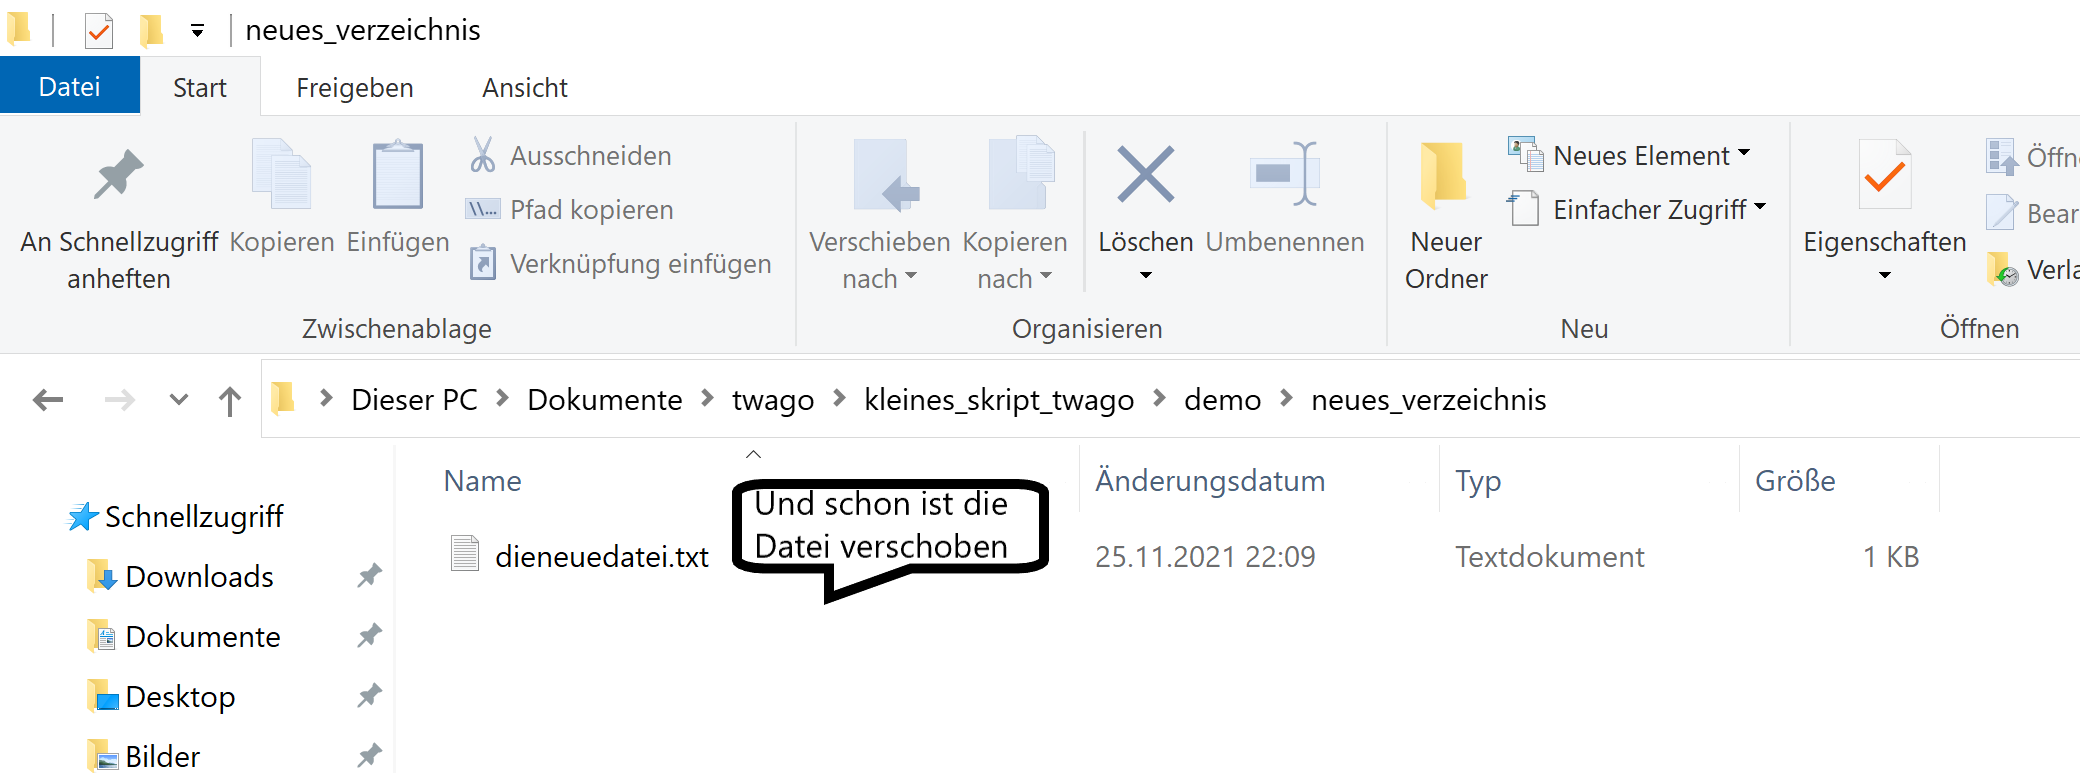 neues_verzeichnis
Datei
Start
Freigeben
Ansicht
An Schnellzugriff
anheften
Kopieren
Einfügen
Ausschneiden
Pfad kopieren
Verknüpfung einfügen
Zwischenablage
Verschieben
nach
Kopieren
nach
Löschen
Umbenennen
Organisieren
Neuer
Ordner
Neues Element
Einfacher Zugriff
Neu
Eigenschaften
Öffn
Bear
Verla
Öffnen
Dieser PC
Dokumente
twago
kleines_skript_twago
demo
neues_verzeichnis
Schnellzugriff
Downloads
Dokumente
Desktop
Bilder
Name
Änderungsdatum
Typ
Größe
dieneuedatei.txt
25.11.2021 22:09
Textdokument
1 KB
Und schon ist die
Datei verschoben